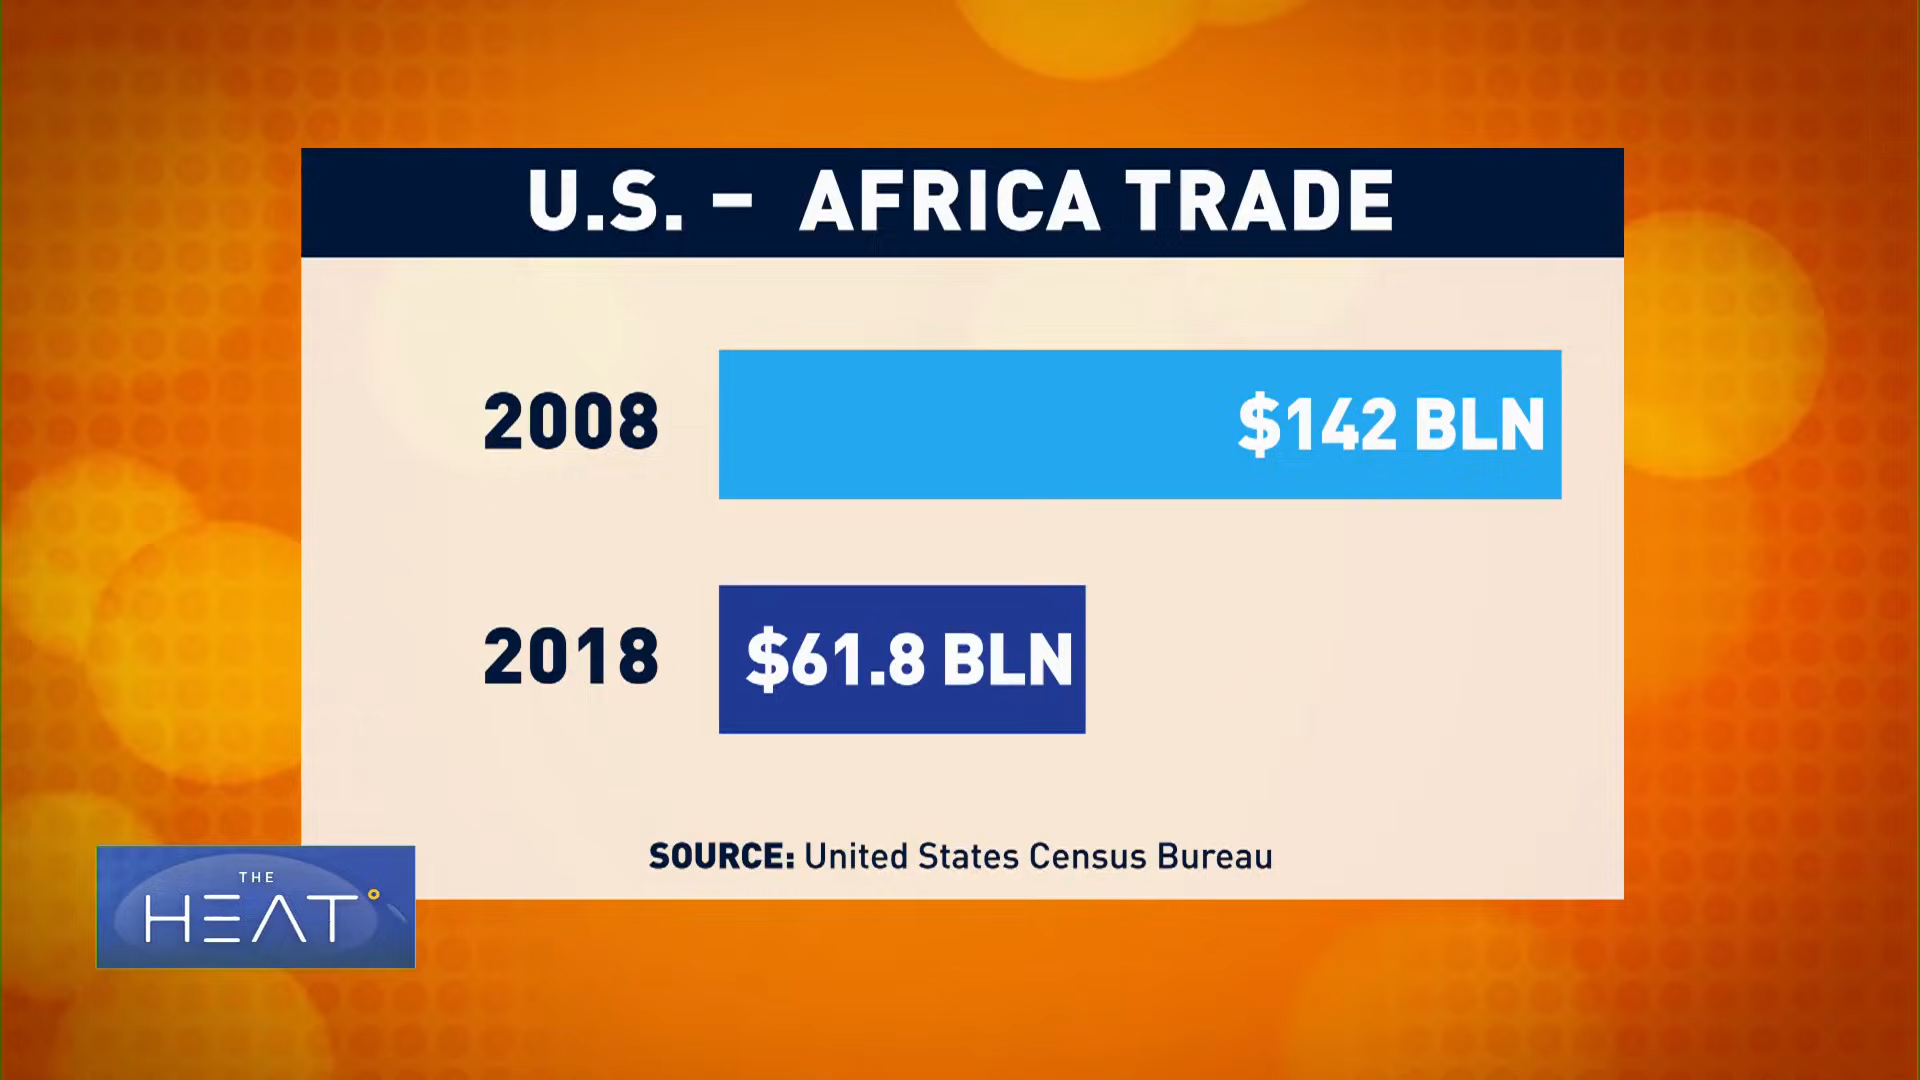 U.S. – AFRICA TRADE
2008
$142 BLN
2018
$61.8 BLN
SOURCE: United States Census Bureau
THE
HEAT°